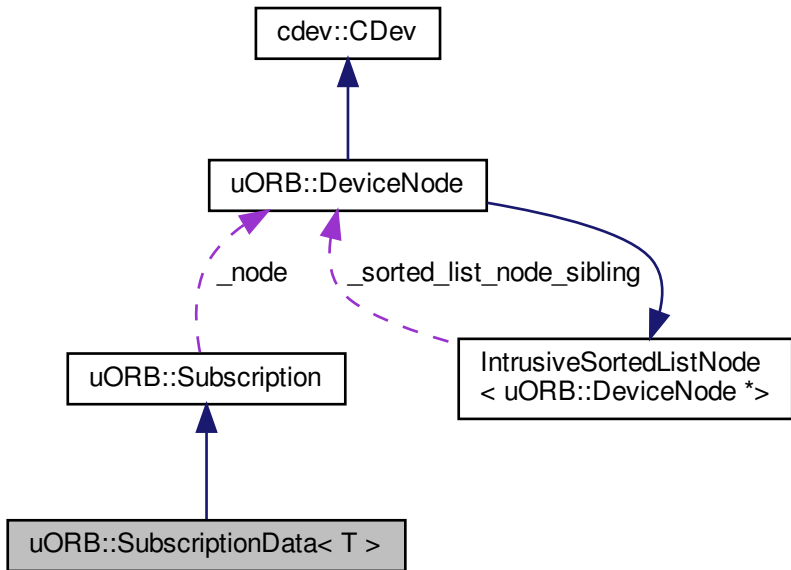 cdev::CDev
uORB::DeviceNode
_node
_sorted_list_node_sibling
uORB::Subscription
IntrusiveSortedListNode
< uORB::DeviceNode *>
uORB::SubscriptionData< T >